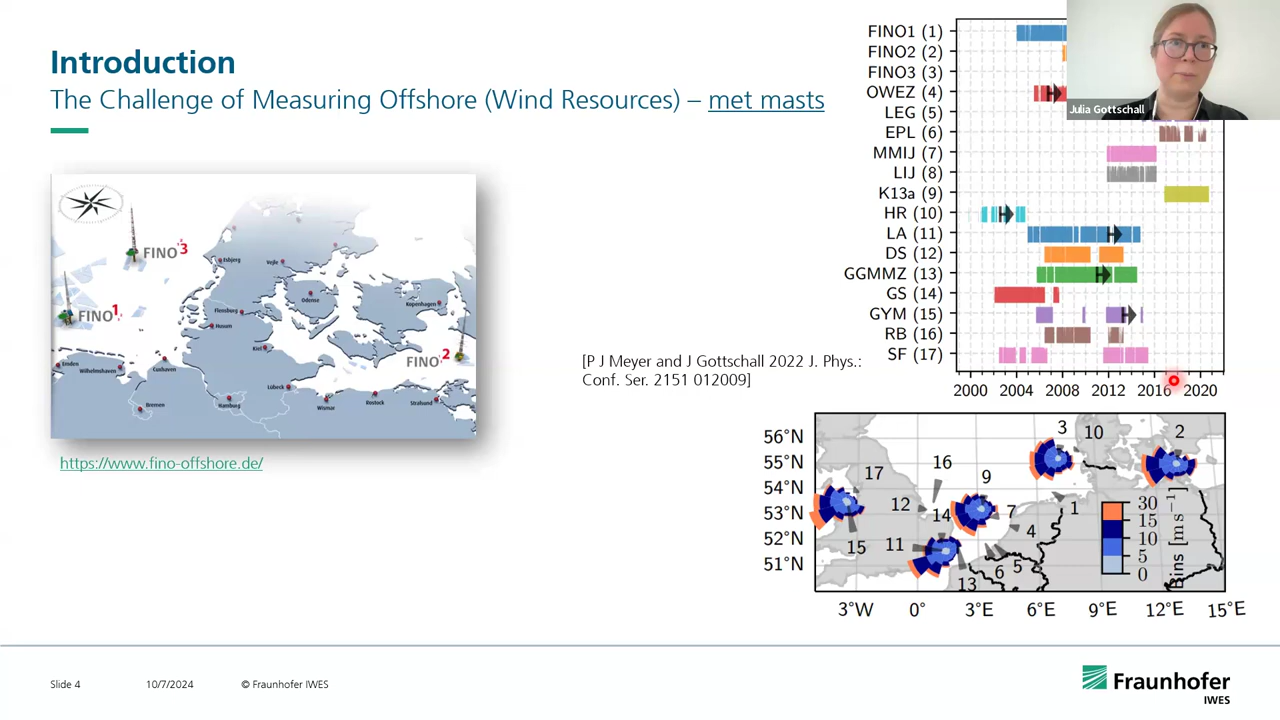 Introduction
The Challenge of Measuring Offshore (Wind Resources) – met masts
FINO 3
FINO 1
FINO 2
Esbjerg
Vejle
Odense
Kopenhagen
Flensburg
Husum
Kiel
Emden
Wilhelmshaven
Cuxhaven
Lübeck
Bremen
Hamburg
Wismar
Rostock
Stralsund
https://www.fino-offshore.de/
[P J Meyer and J Gottschall 2022 J. Phys.:
Conf. Ser. 2151 012009]
FINO1 (1)
FINO2 (2)
FINO3 (3)
OWEZ (4)
LEG (5)
EPL (6)
MMIJ (7)
LIJ (8)
K13a (9)
HR (10)
LA (11)
DS (12)
GGMMZ (13)
GS (14)
GYM (15)
RB (16)
SF (17)
2000 2004 2008 2012 2016 2020
Julia Gottschall
56°N
55°N
54°N
53°N
52°N
51°N
3 10 2
17 16 9
12 14 7 1
15 11 4
13 6 5
30
15
10
5
0
Bins [m s⁻¹]
3°W 0° 3°E 6°E 9°E 12°E 15°E
Slide 4 10/7/2024 © Fraunhofer IWES
Fraunhofer
IWES